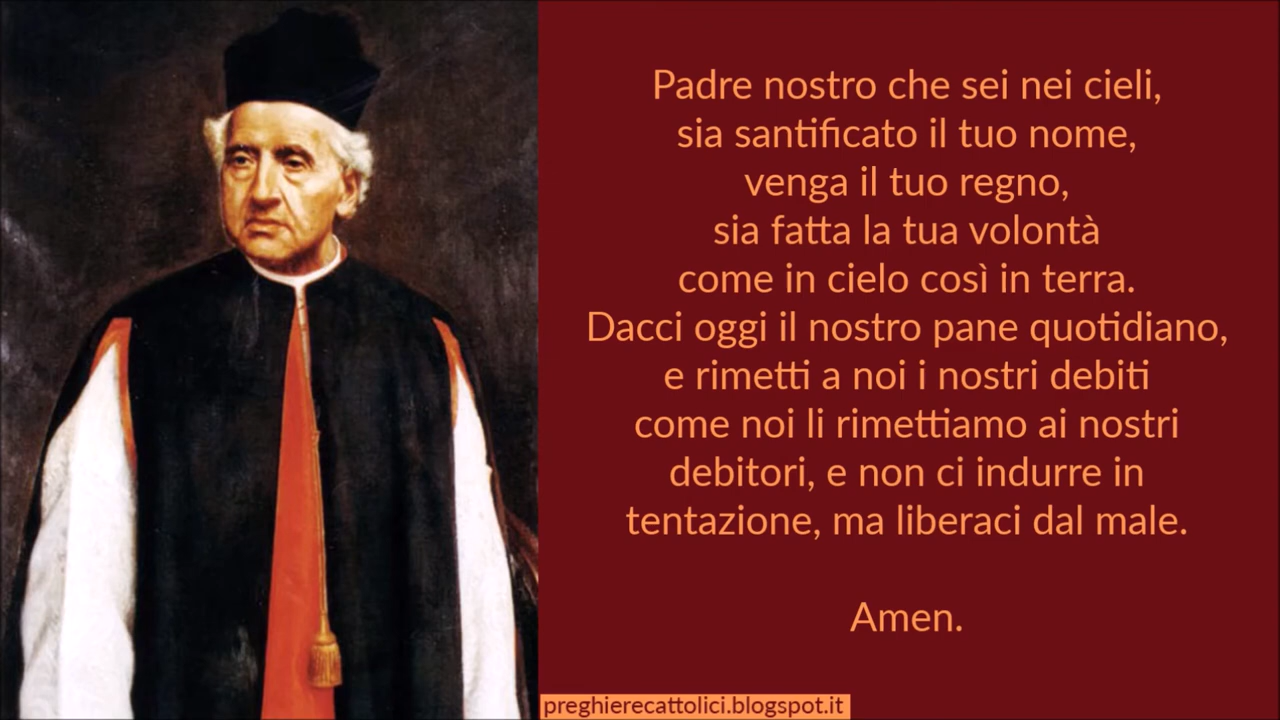 Padre nostro che sei nei cieli,
sia santificato il tuo nome,
venga il tuo regno,
sia fatta la tua volontà
come in cielo così in terra.
Dacci oggi il nostro pane quotidiano,
e rimetti a noi i nostri debiti
come noi li rimettiamo ai nostri
debitori, e non ci indurre in
tentazione, ma liberaci dal male.
Amen.
preghierecattolici.blogspot.it